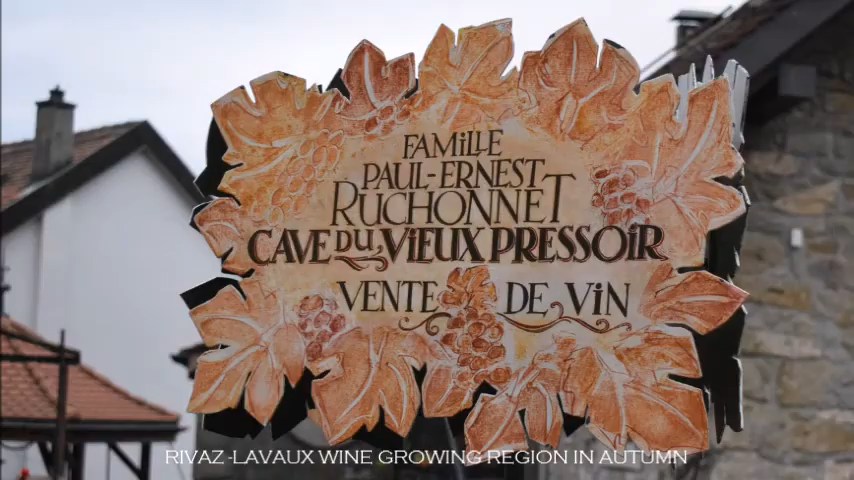 FAMiLLE
PAUL-ERNEST
RUCHONNET
CAVE DU ViEUX PRESSOiR
VENTE DE ViN
RIVAZ-LAVAUX WINE GROWING REGION IN AUTUMN